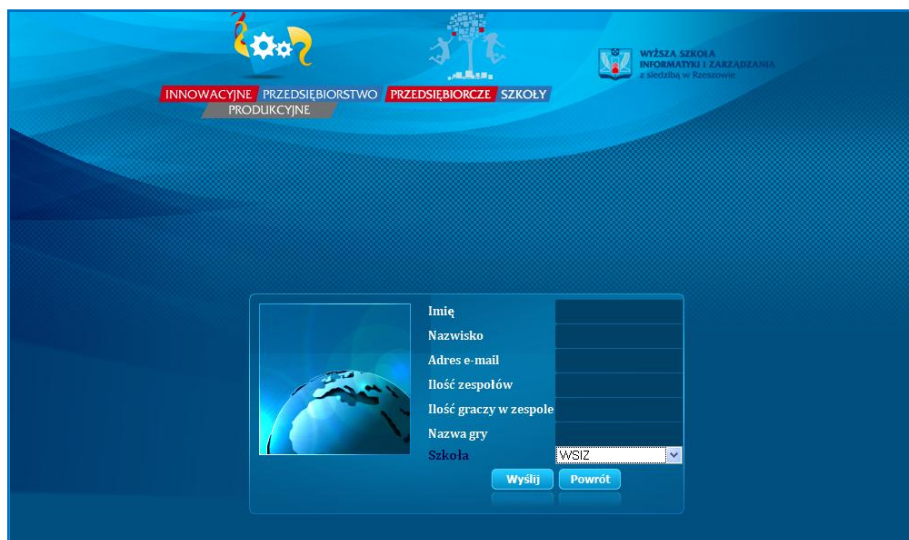 WYŻSZA SZKOŁA
INFORMATYKI I ZARZĄDZANIA
z siedzibą w Rzeszowie
INNOWACYJNE PRZEDSIĘBIORSTWO
PRODUKCYJNE
PRZEDSIĘBIORCZE SZKOŁY
Imię
Nazwisko
Adres e-mail
Ilość zespołów
Ilość graczy w zespole
Nazwa gry
Szkoła WSIZ
Wyślij Powrót